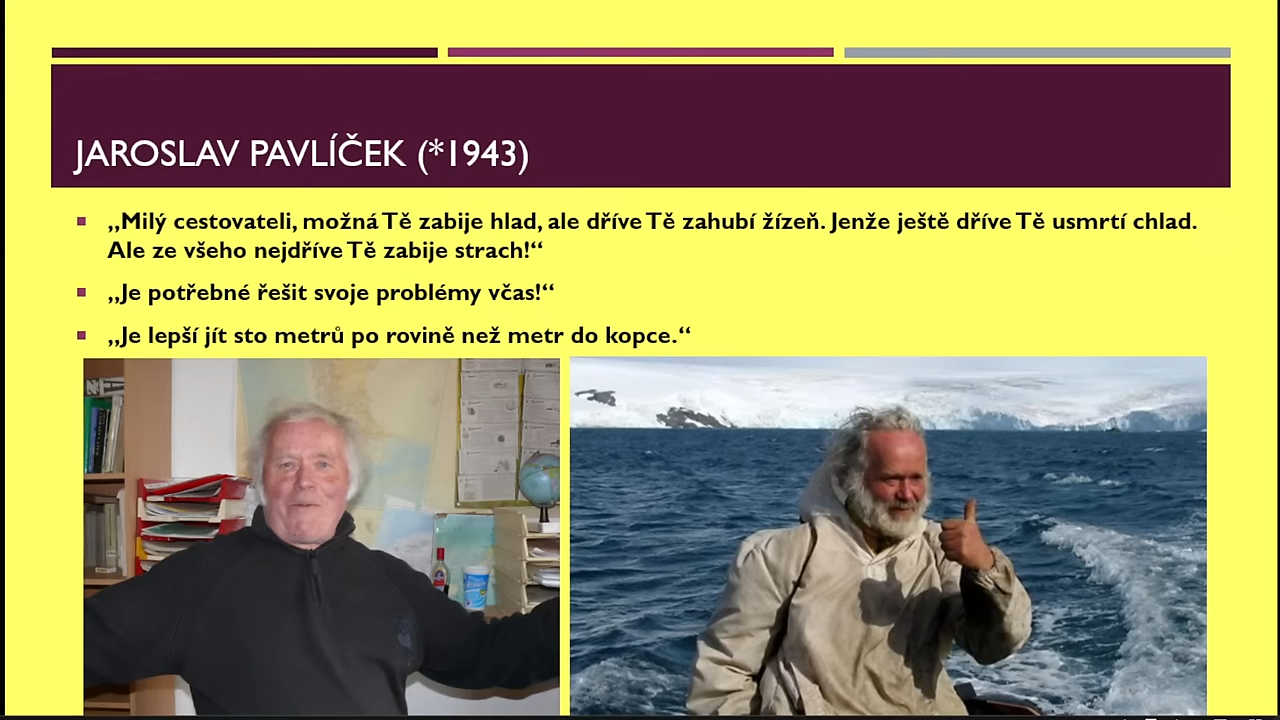 JAROSLAV PAVLÍČEK (*1943)
„Milý cestovateli, možná Tě zabije hlad, ale dříve Tě zahubí žízeň. Jenže ještě dříve Tě usmrtí chlad.
Ale ze všeho nejdříve Tě zabije strach!“
„Je potřebné řešit svoje problémy včas!“
„Je lepší jít sto metrů po rovině než metr do kopce.“